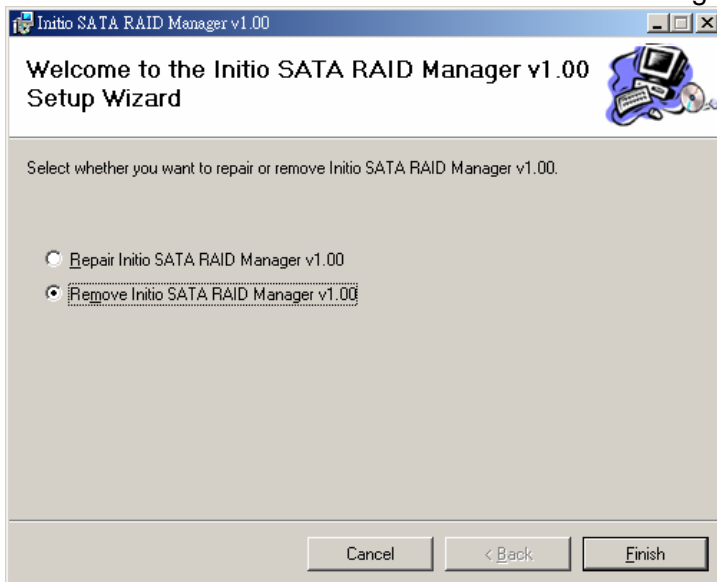 Initio SATA RAID Manager v1.00
Welcome to the Initio SATA RAID Manager v1.00
Setup Wizard
Select whether you want to repair or remove Initio SATA RAID Manager v1.00.
Repair Initio SATA RAID Manager v1.00
Remove Initio SATA RAID Manager v1.00
Cancel
< Back
Finish